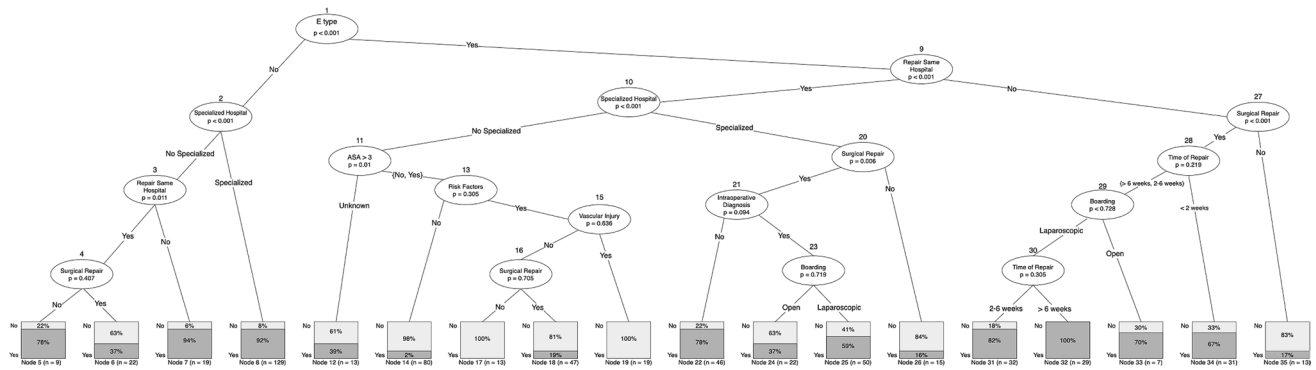 1
E type
p < 0.001
Yes
No
9
Repair Same
Hospital
p < 0.001
Yes
No
2
Specialized Hospital
p < 0.001
No Specialized
Specialized
10
Specialized Hospital
p < 0.001
No Specialized
Specialized
27
Surgical Repair
p < 0.001
Yes
No
3
Repair Same
Hospital
p = 0.011
Yes
No
11
ASA > 3
p = 0.01
Unknown
{No, Yes}
13
Risk Factors
p = 0.305
No
Yes
20
Surgical Repair
p = 0.006
Yes
No
28
Time of Repair
p = 0.219
{> 6 weeks, 2-6 weeks}
< 2 weeks
15
Vascular Injury
p = 0.636
No
Yes
21
Intraoperative
Diagnosis
p = 0.094
No
Yes
29
Boarding
p < 0.728
Laparoscopic
Open
4
Surgical Repair
p = 0.407
No
Yes
16
Surgical Repair
p = 0.705
No
Yes
23
Boarding
p = 0.719
Open
Laparoscopic
30
Time of Repair
p = 0.305
2-6 weeks
> 6 weeks
No 22%
78%
Yes
Node 5 (n = 9)
No 63%
37%
Yes
Node 6 (n = 22)
No 6%
94%
Yes
Node 7 (n = 19)
No 8%
92%
Yes
Node 8 (n = 129)
No 61%
39%
Yes
Node 12 (n = 13)
No 98%
2%
Yes
Node 14 (n = 80)
No 100%
Yes
Node 17 (n = 13)
No 81%
19%
Yes
Node 18 (n = 47)
No 100%
Yes
Node 19 (n = 19)
No 22%
78%
Yes
Node 22 (n = 46)
No 63%
37%
Yes
Node 24 (n = 22)
No 41%
59%
Yes
Node 25 (n = 50)
No 84%
16%
Yes
Node 26 (n = 15)
No 18%
82%
Yes
Node 31 (n = 32)
No
100%
Yes
Node 32 (n = 29)
No 30%
70%
Yes
Node 33 (n = 7)
No 33%
67%
Yes
Node 34 (n = 31)
No 83%
17%
Yes
Node 35 (n = 13)